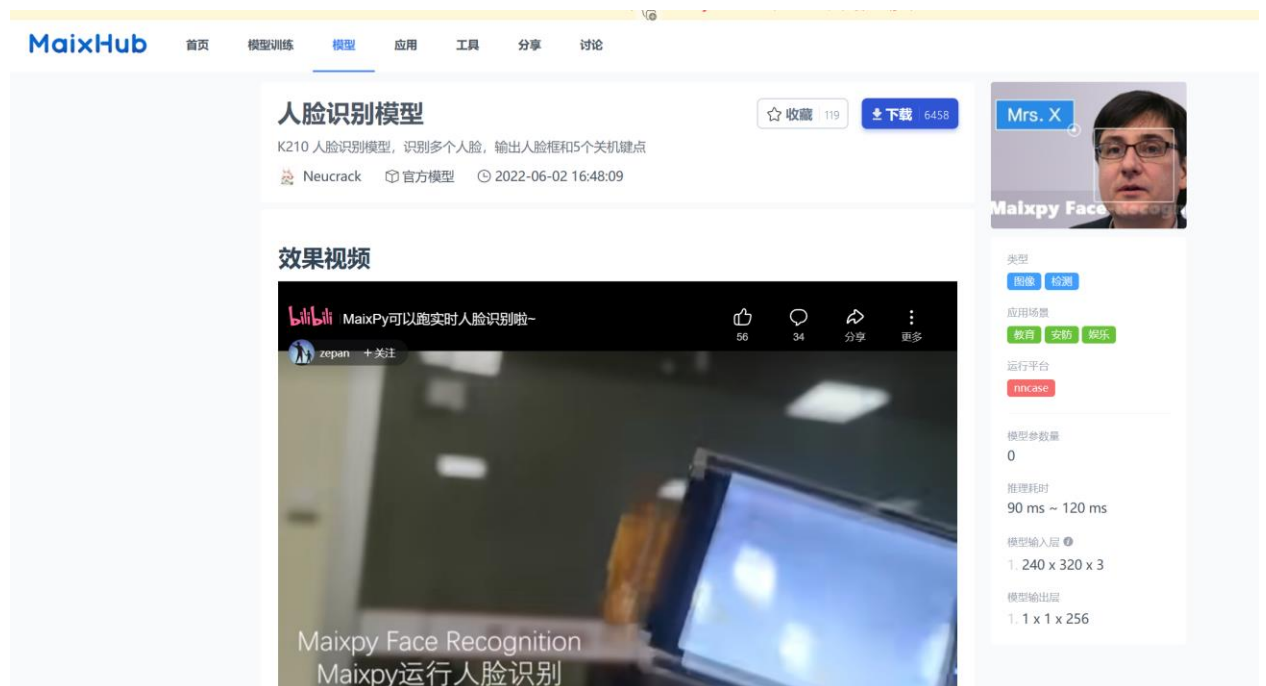 MaixHub 首页 模型训练 模型 应用 工具 分享 讨论
人脸识别模型
收藏 119
下载 6458
K210 人脸识别模型，识别多个人脸，输出人脸框和5个关机键点
Neucrack 官方模型 2022-06-02 16:48:09
效果视频
bilibili MaixPy可以跑实时人脸识别啦~
56 34 分享 更多
zepan +关注
Maixpy Face Recognition
Maixpy运行人脸识别
Mrs. X
Maixpy Face Recogn
类型
图像 检测
应用场景
教育 安防 娱乐
运行平台
nncase
模型参数量
0
推理耗时
90 ms ~ 120 ms
模型输入层
1. 240 x 320 x 3
模型输出层
1. 1 x 1 x 256